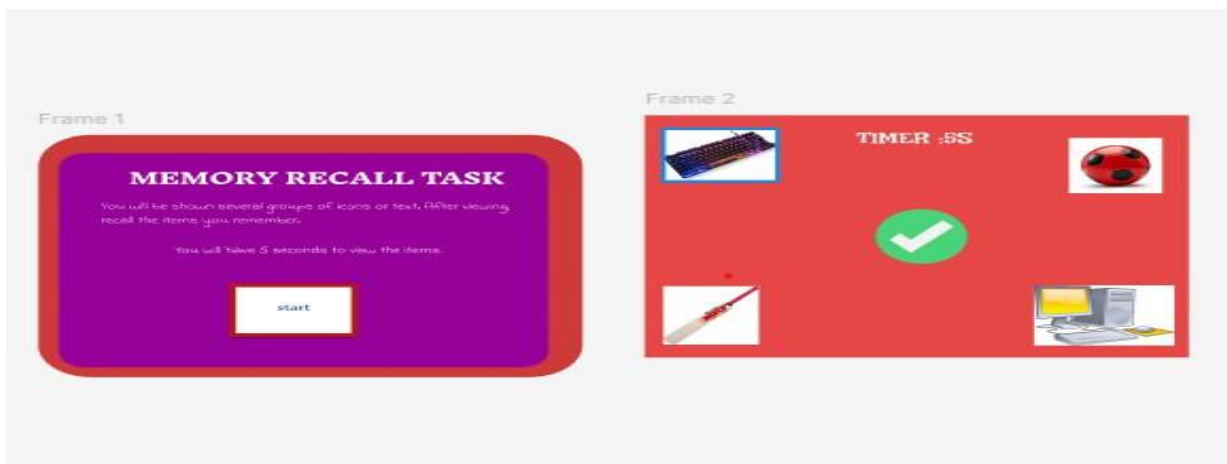 Frame 1
MEMORY RECALL TASK
You will be shown several groups of icons or text. After viewing,
recall the items you remember.
You will have 5 seconds to view the items.
start
Frame 2
TIMER :5S